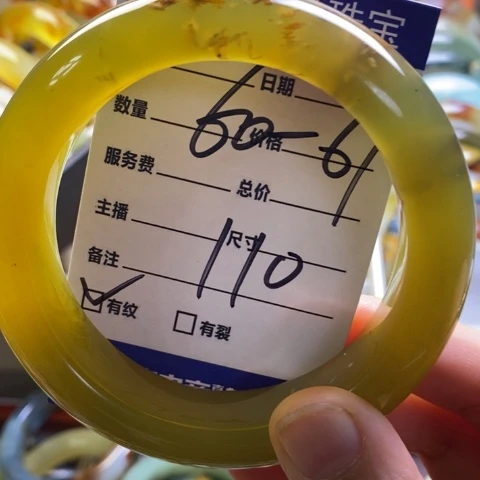 珠宝
日期
数量 60-61
价格
服务费
总价
主播
尺寸
110
备注
有纹
有裂